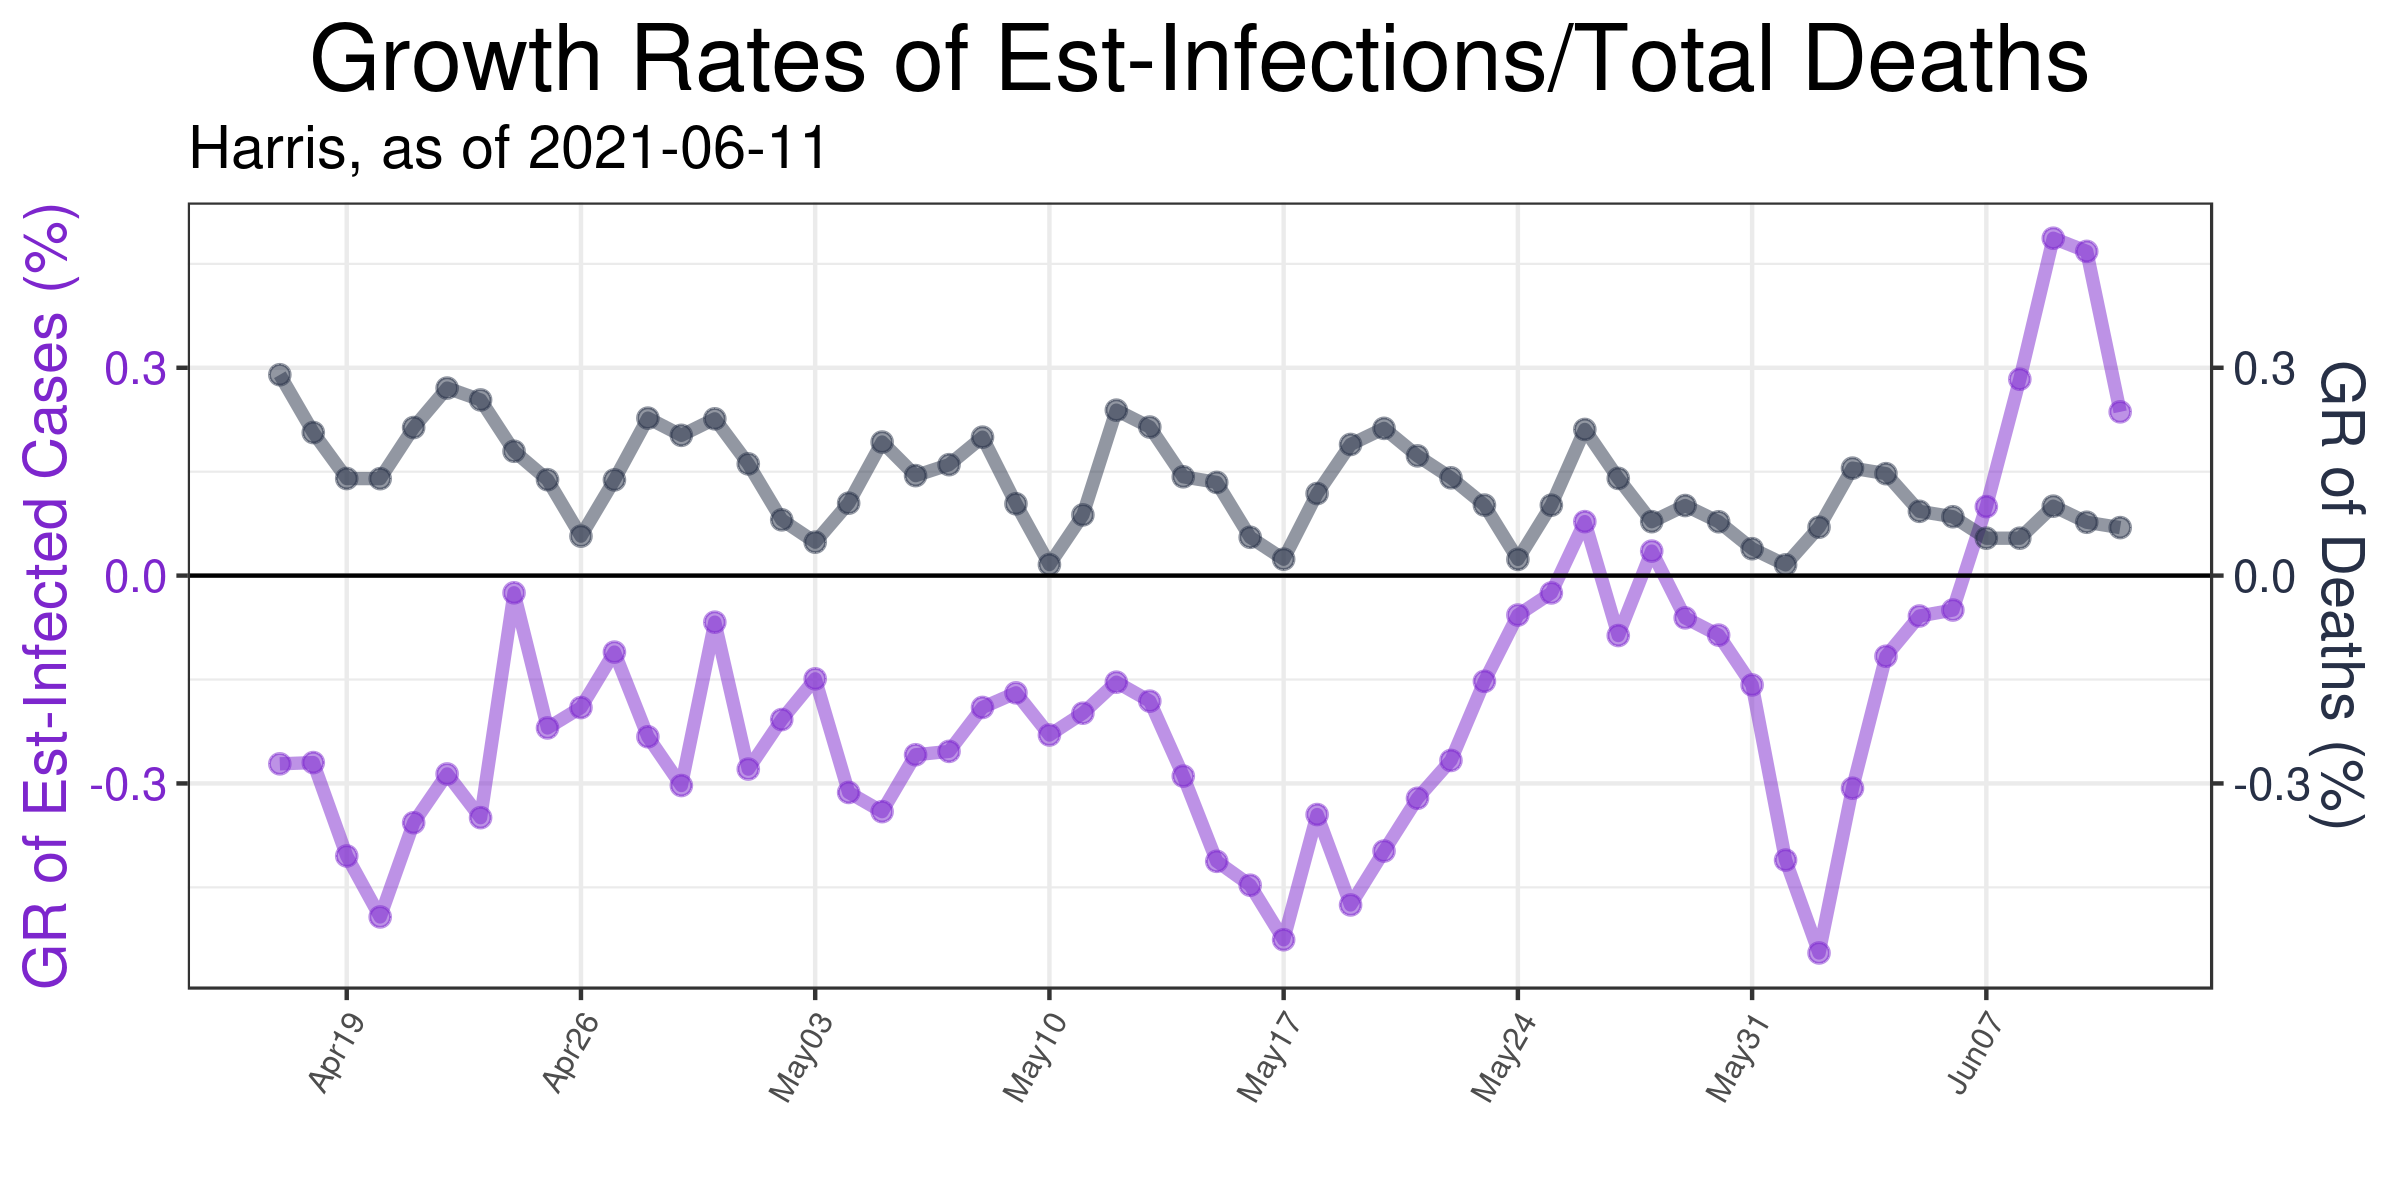 Growth Rates of Est-Infections/Total Deaths
Harris, as of 2021-06-11
GR of Est-Infected Cases (%)
0.3
0.0
-0.3
0.3
0.0
-0.3
GR of Deaths (%)
Apr19
Apr26
May03
May10
May17
May24
May31
Jun07